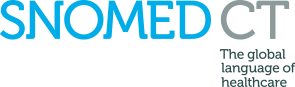 SNOMED CT
The global
language of
healthcare